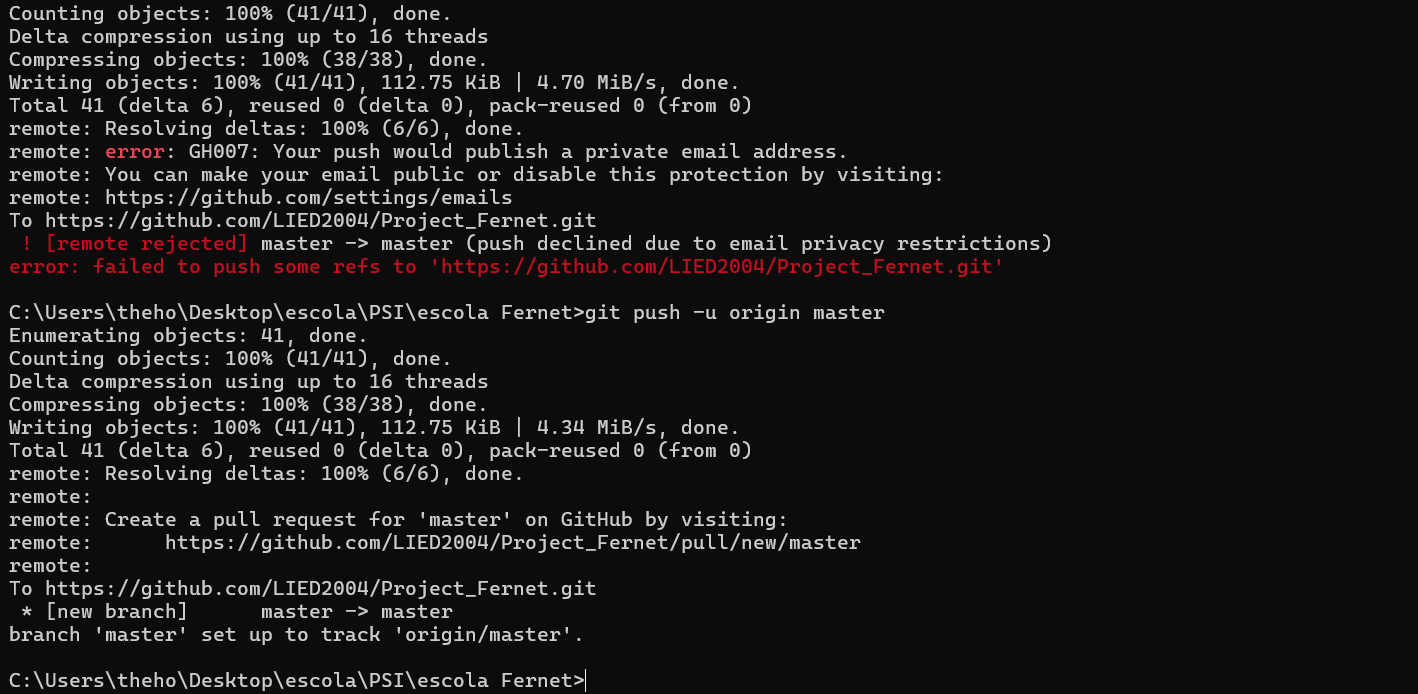 Counting objects: 100% (41/41), done.
Delta compression using up to 16 threads
Compressing objects: 100% (38/38), done.
Writing objects: 100% (41/41), 112.75 KiB | 4.70 MiB/s, done.
Total 41 (delta 6), reused 0 (delta 0), pack-reused 0 (from 0)
remote: Resolving deltas: 100% (6/6), done.
remote: error: GH007: Your push would publish a private email address.
remote: You can make your email public or disable this protection by visiting:
remote: https://github.com/settings/emails
To https://github.com/LIED2004/Project_Fernet.git
 ! [remote rejected] master -> master (push declined due to email privacy restrictions)
error: failed to push some refs to 'https://github.com/LIED2004/Project_Fernet.git'

C:\Users\theho\Desktop\escola\PSI\escola Fernet>git push -u origin master
Enumerating objects: 41, done.
Counting objects: 100% (41/41), done.
Delta compression using up to 16 threads
Compressing objects: 100% (38/38), done.
Writing objects: 100% (41/41), 112.75 KiB | 4.34 MiB/s, done.
Total 41 (delta 6), reused 0 (delta 0), pack-reused 0 (from 0)
remote: Resolving deltas: 100% (6/6), done.
remote:
remote: Create a pull request for 'master' on GitHub by visiting:
remote:      https://github.com/LIED2004/Project_Fernet/pull/new/master
remote:
To https://github.com/LIED2004/Project_Fernet.git
 * [new branch]      master -> master
branch 'master' set up to track 'origin/master'.

C:\Users\theho\Desktop\escola\PSI\escola Fernet>